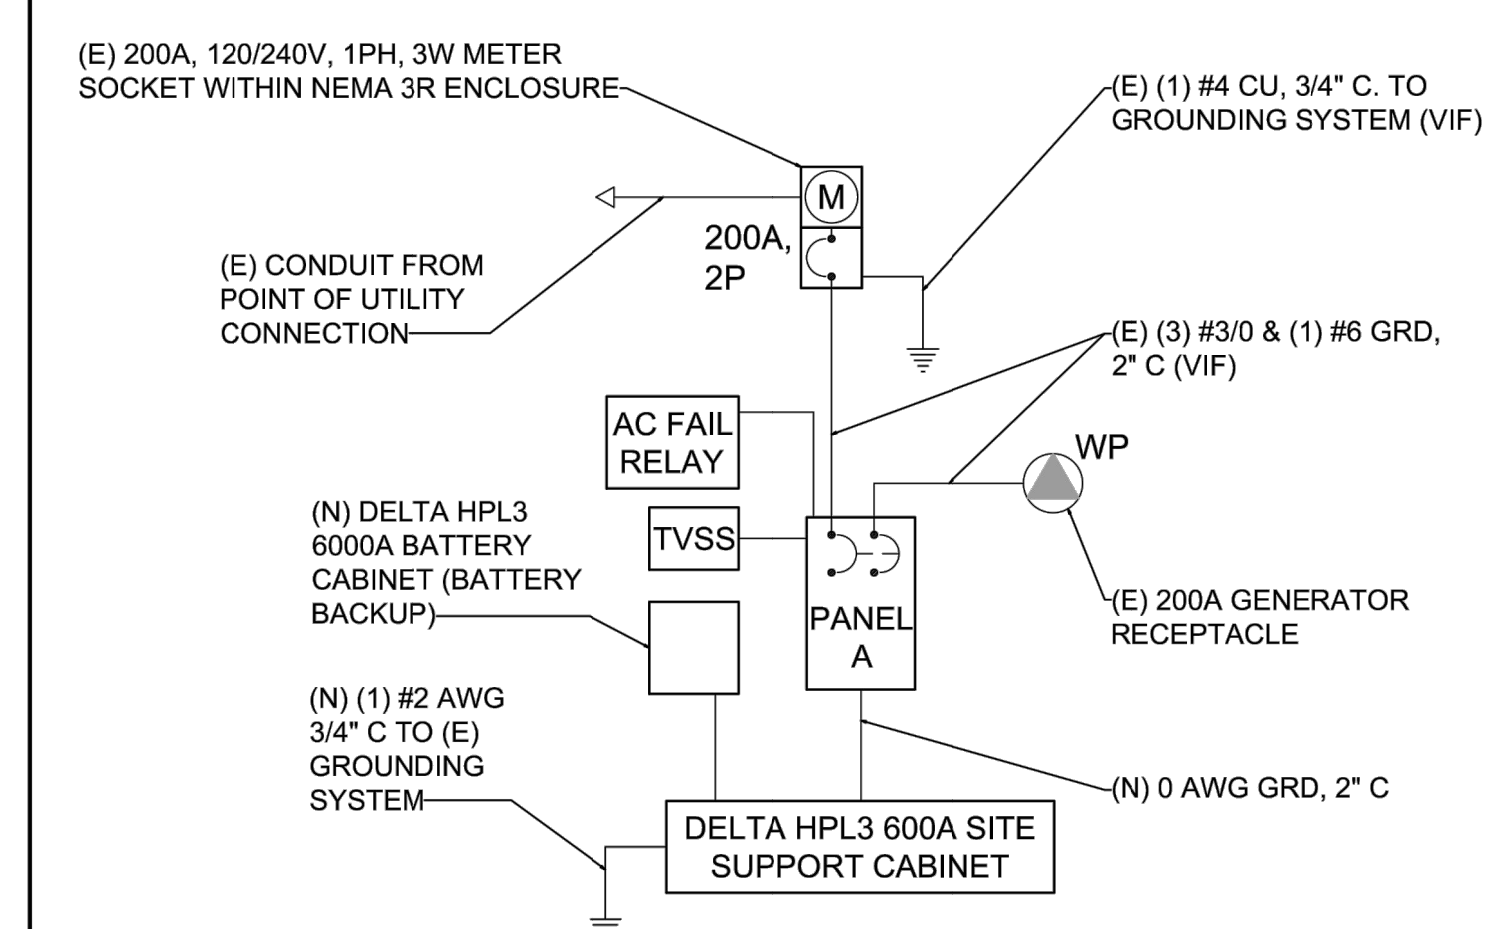 (E) 200A, 120/240V, 1PH, 3W METER
SOCKET WITHIN NEMA 3R ENCLOSURE
(E) (1) #4 CU, 3/4" C. TO
GROUNDING SYSTEM (VIF)
M
200A,
2P
(E) CONDUIT FROM
POINT OF UTILITY
CONNECTION
(E) (3) #3/0 & (1) #6 GRD,
2" C (VIF)
AC FAIL
RELAY
WP
(N) DELTA HPL3
6000A BATTERY
CABINET (BATTERY
BACKUP)
TVSS
PANEL
A
(E) 200A GENERATOR
RECEPTACLE
(N) (1) #2 AWG
3/4" C TO (E)
GROUNDING
SYSTEM
(N) 0 AWG GRD, 2" C
DELTA HPL3 600A SITE
SUPPORT CABINET